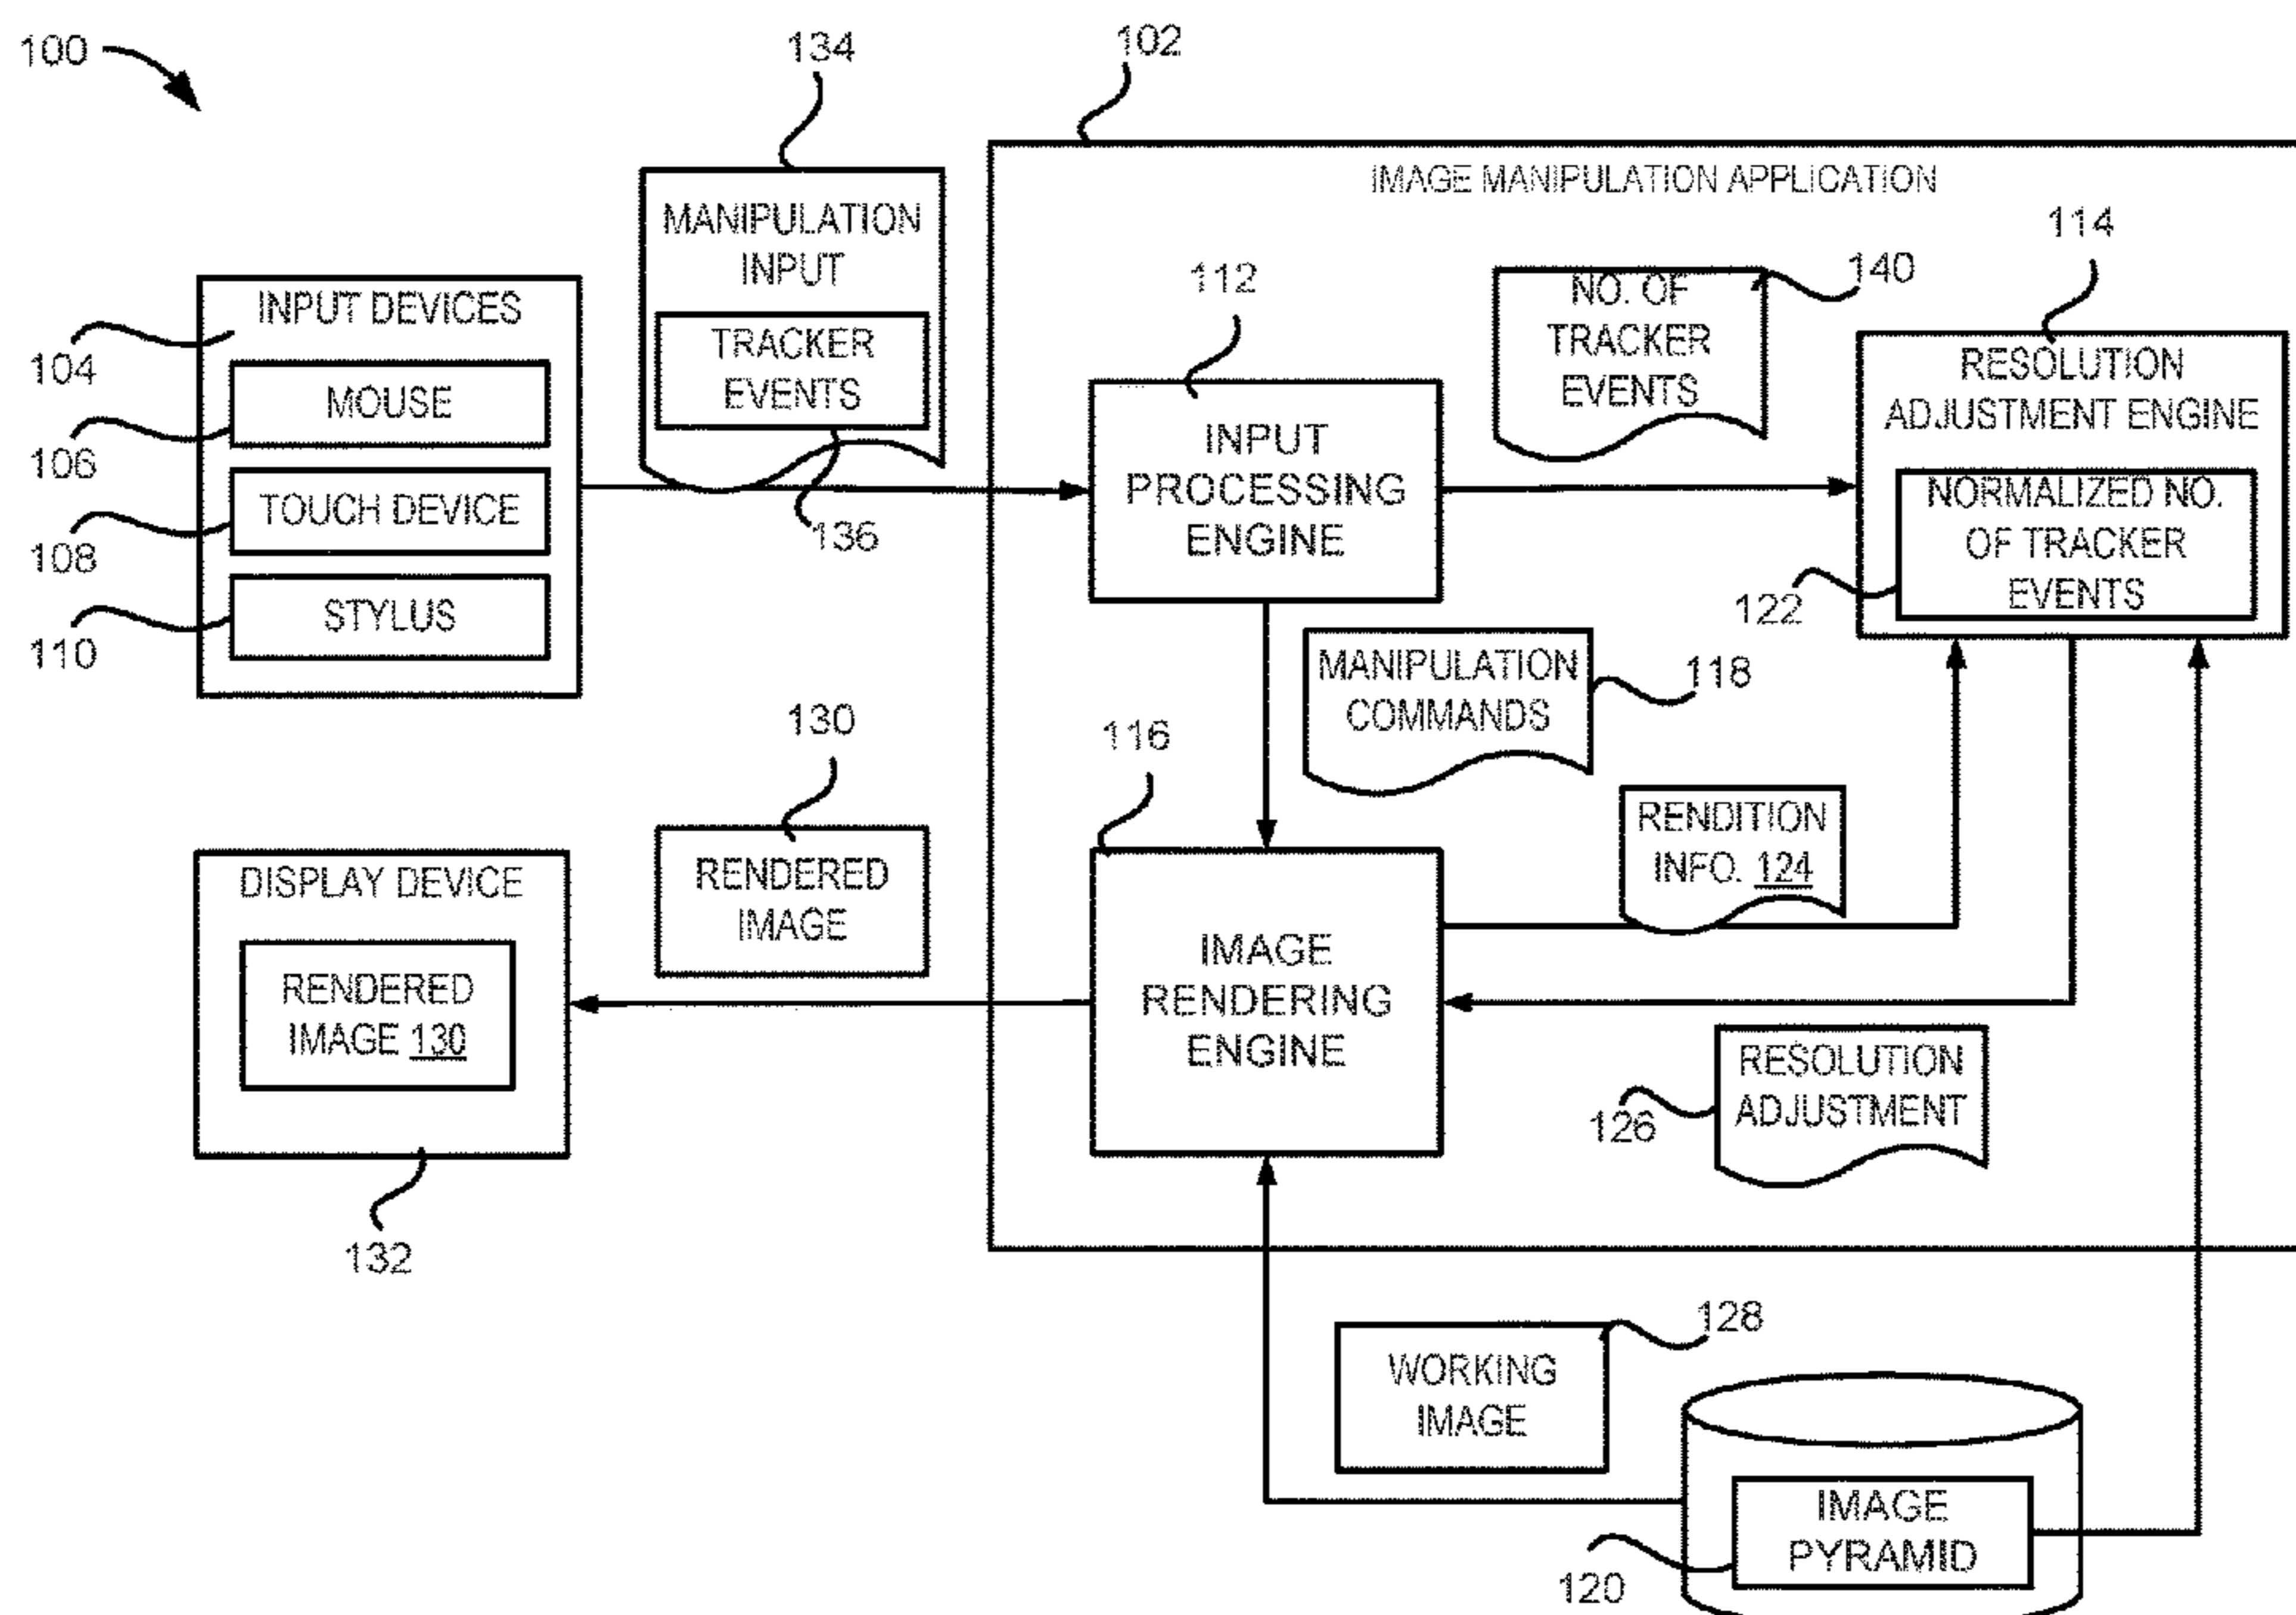 100
134
102
IMAGE MANIPULATION APPLICATION
MANIPULATION
INPUT
TRACKER
EVENTS
136
INPUT DEVICES
104
MOUSE
106
TOUCH DEVICE
108
STYLUS
110
112
INPUT
PROCESSING
ENGINE
NO. OF
TRACKER
EVENTS
140
114
RESOLUTION
ADJUSTMENT ENGINE
NORMALIZED NO.
OF TRACKER
EVENTS
122
MANIPULATION
COMMANDS
118
130
RENDERED
IMAGE
116
IMAGE
RENDERING
ENGINE
RENDITION
INFO. 124
DISPLAY DEVICE
RENDERED
IMAGE 130
132
RESOLUTION
ADJUSTMENT
126
128
WORKING
IMAGE
IMAGE
PYRAMID
120